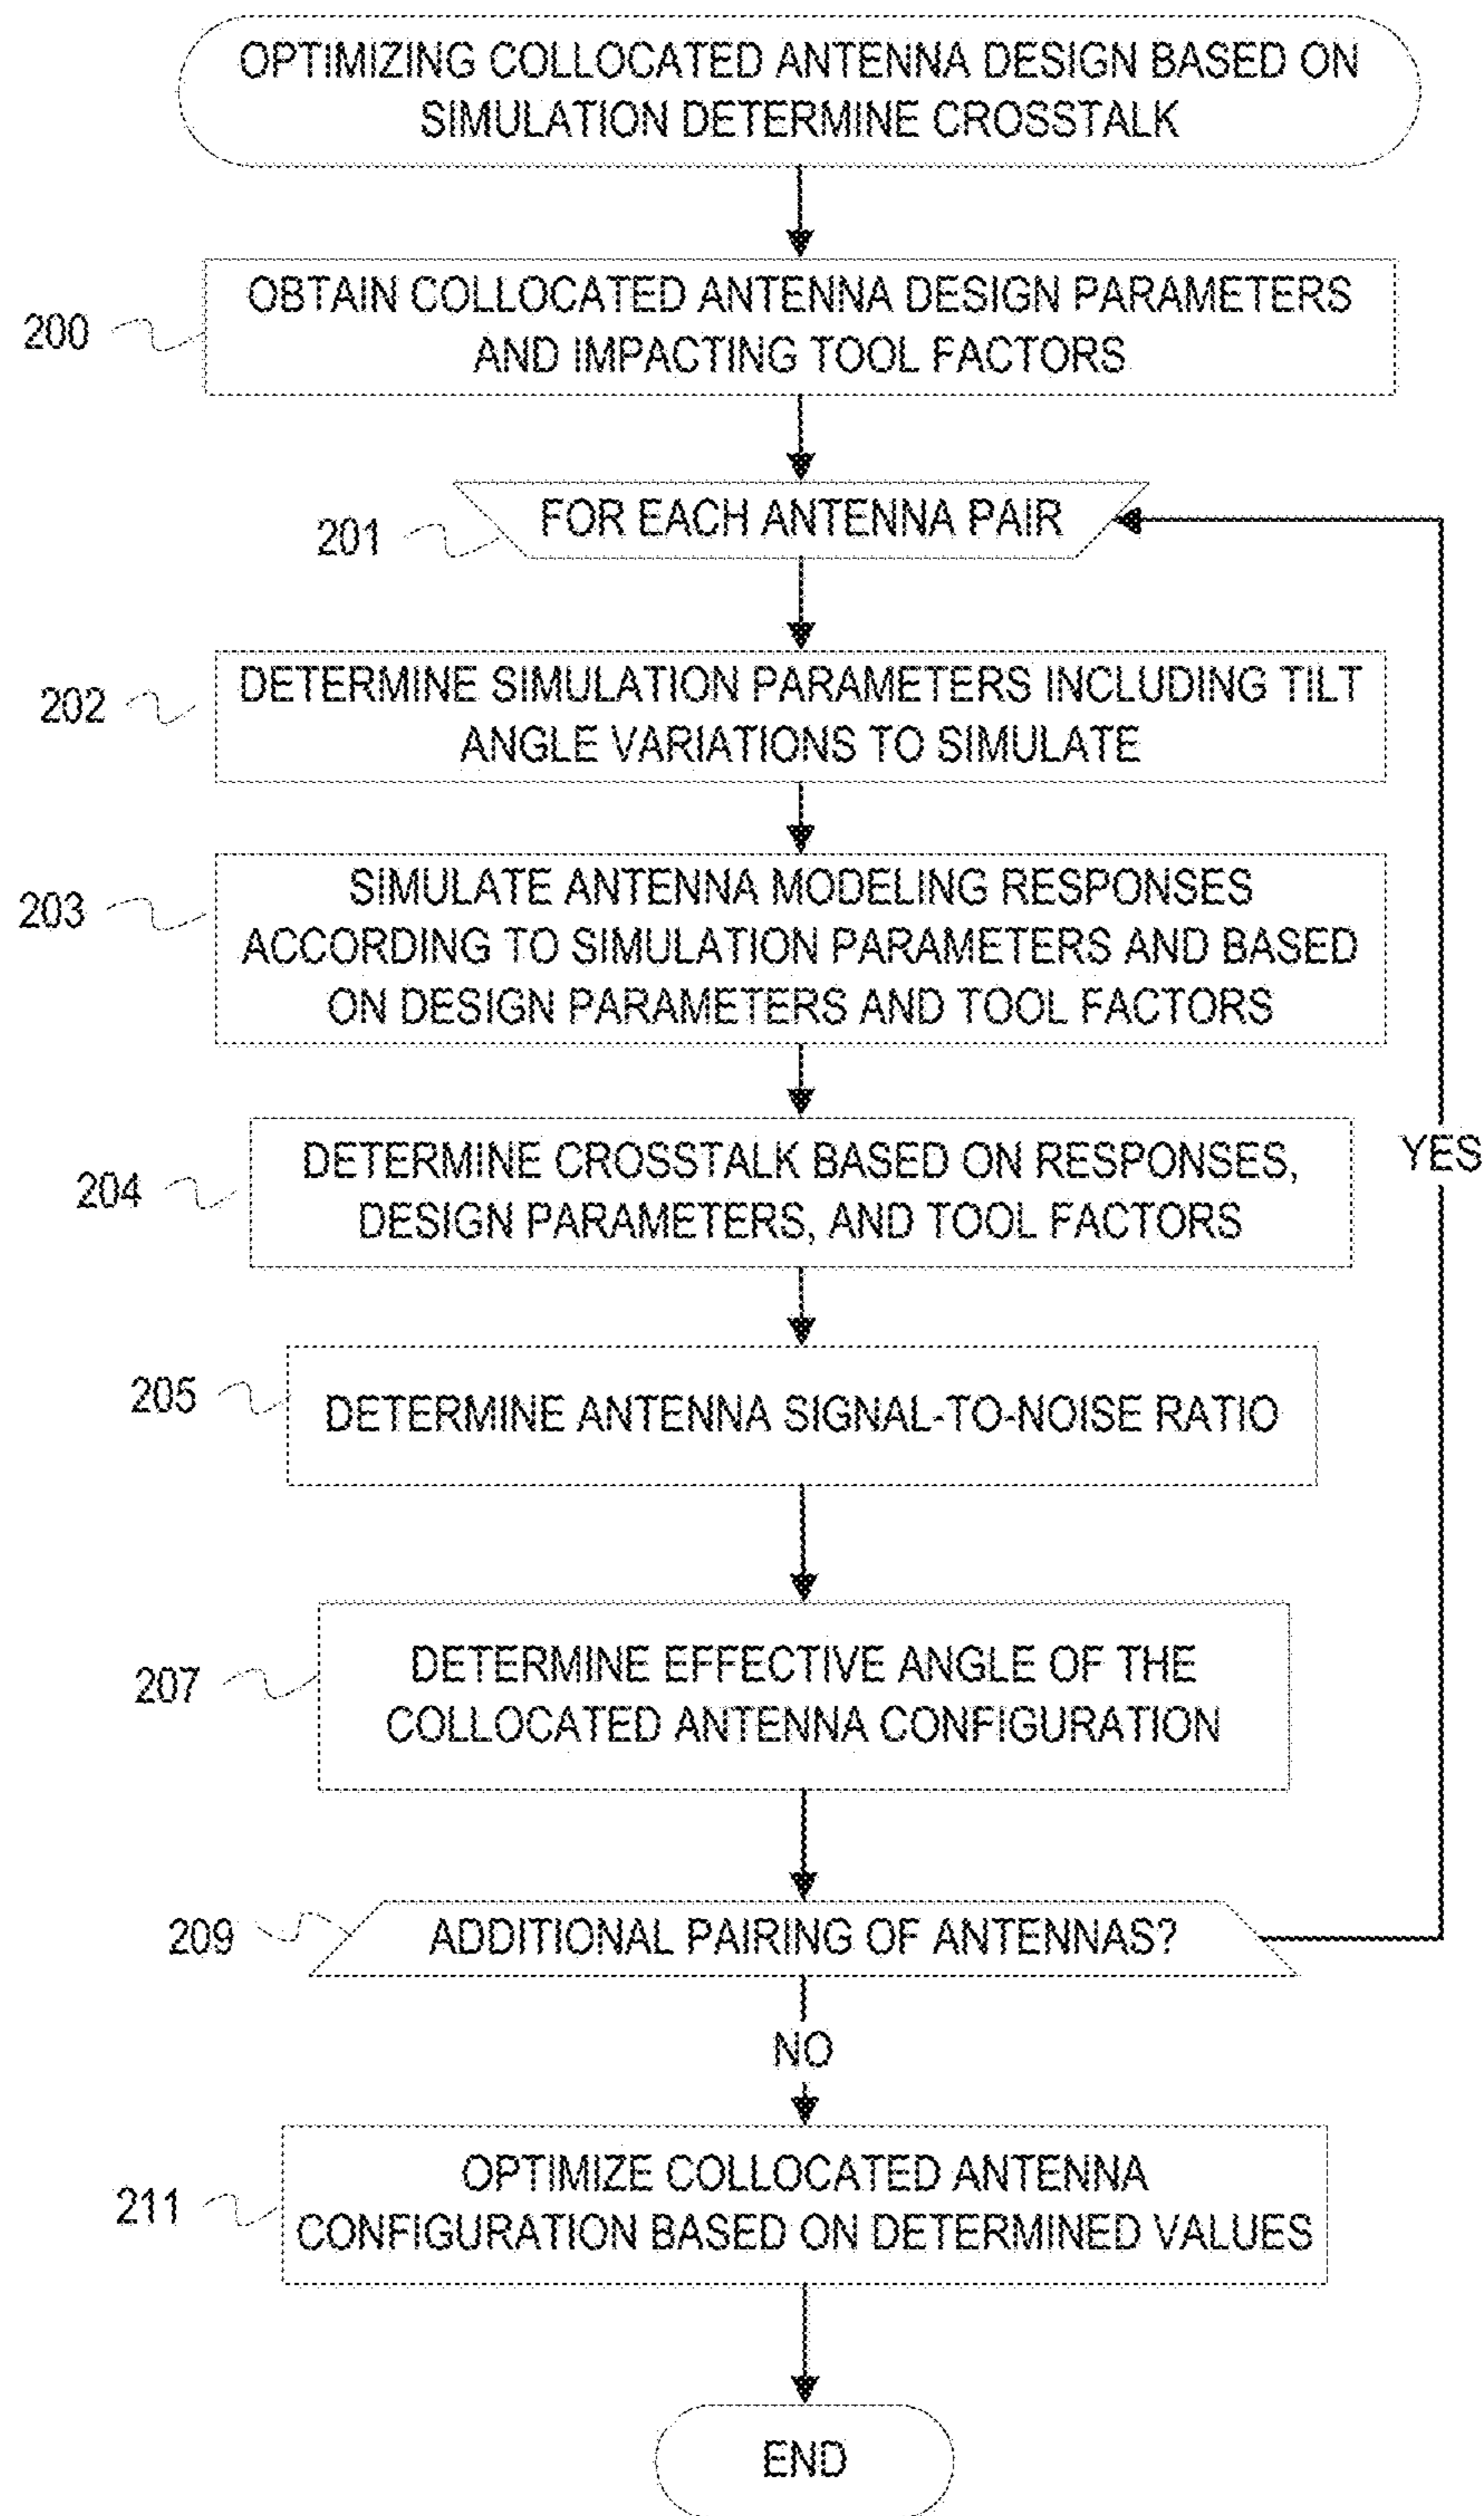 OPTIMIZING COLLOCATED ANTENNA DESIGN BASED ON
SIMULATION DETERMINE CROSSTALK
200
OBTAIN COLLOCATED ANTENNA DESIGN PARAMETERS
AND IMPACTING TOOL FACTORS
201
FOR EACH ANTENNA PAIR
202
DETERMINE SIMULATION PARAMETERS INCLUDING TILT
ANGLE VARIATIONS TO SIMULATE
203
SIMULATE ANTENNA MODELING RESPONSES
ACCORDING TO SIMULATION PARAMETERS AND BASED
ON DESIGN PARAMETERS AND TOOL FACTORS
204
DETERMINE CROSSTALK BASED ON RESPONSES,
DESIGN PARAMETERS, AND TOOL FACTORS
YES
205
DETERMINE ANTENNA SIGNAL-TO-NOISE RATIO
207
DETERMINE EFFECTIVE ANGLE OF THE
COLLOCATED ANTENNA CONFIGURATION
209
ADDITIONAL PAIRING OF ANTENNAS?
NO
211
OPTIMIZE COLLOCATED ANTENNA
CONFIGURATION BASED ON DETERMINED VALUES
END